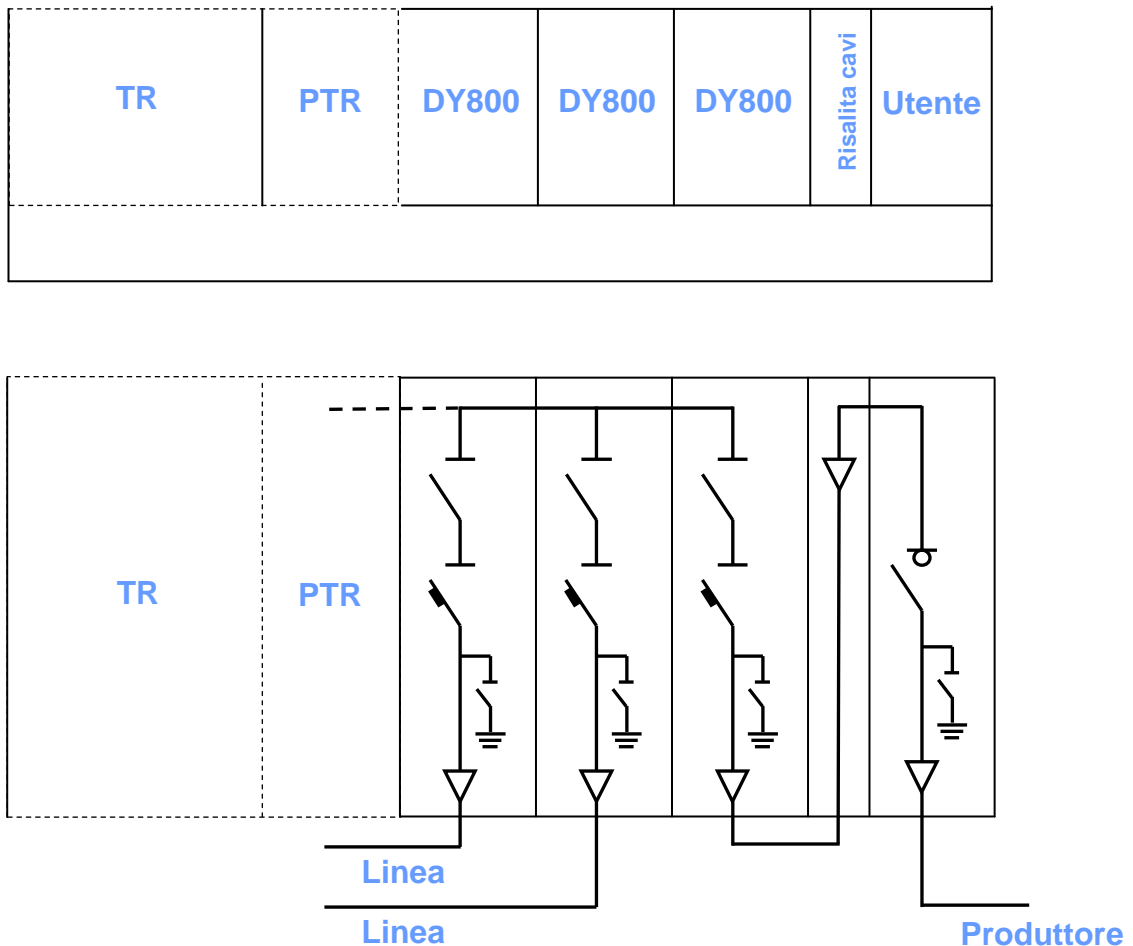 TR
PTR
DY800
DY800
DY800
Risalita cavi
Utente
TR
PTR
Linea
Linea
Produttore